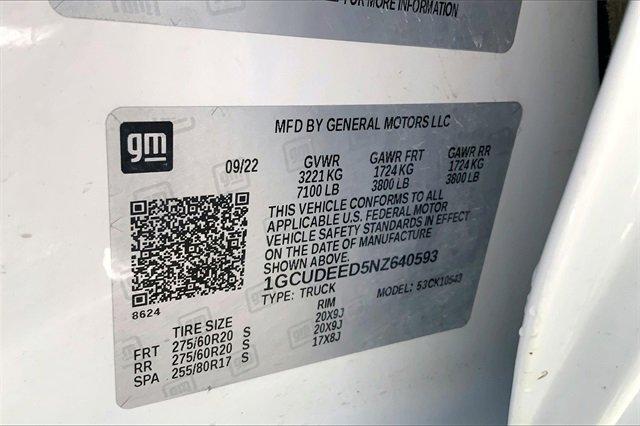 FOR MORE INFORMATION
gm
MFD BY GENERAL MOTORS LLC
09/22 GVWR GAWR FRT GAWR RR
3221 KG 1724 KG 1724 KG
7100 LB 3800 LB 3800 LB
THIS VEHICLE CONFORMS TO ALL
APPLICABLE U.S. FEDERAL MOTOR
VEHICLE SAFETY STANDARDS IN EFFECT
ON THE DATE OF MANUFACTURE
SHOWN ABOVE.
1GCUDEED5NZ640593
TYPE: TRUCK MODEL: 53CK10543
8624
TIRE SIZE RIM
FRT 275/60R20 S 20X9J
RR 275/60R20 S 20X9J
SPA 255/80R17 S 17X8J